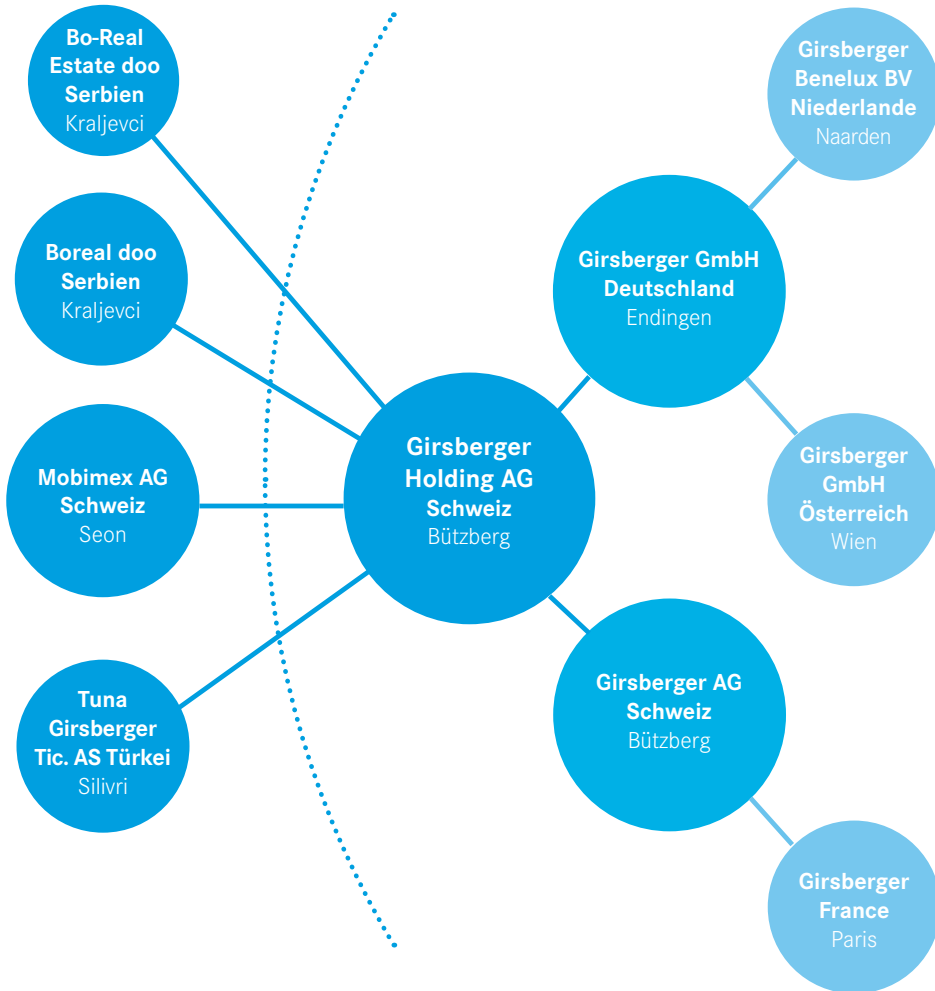 Bo-Real
Estate doo
Serbien
Kraljevci
Boreal doo
Serbien
Kraljevci
Mobimex AG
Schweiz
Seon
Tuna
Girsberger
Tic. AS Türkei
Silivri
Girsberger
Holding AG
Schweiz
Bützberg
Girsberger GmbH
Deutschland
Endingen
Girsberger AG
Schweiz
Bützberg
Girsberger
Benelux BV
Niederlande
Naarden
Girsberger
GmbH
Österreich
Wien
Girsberger
France
Paris